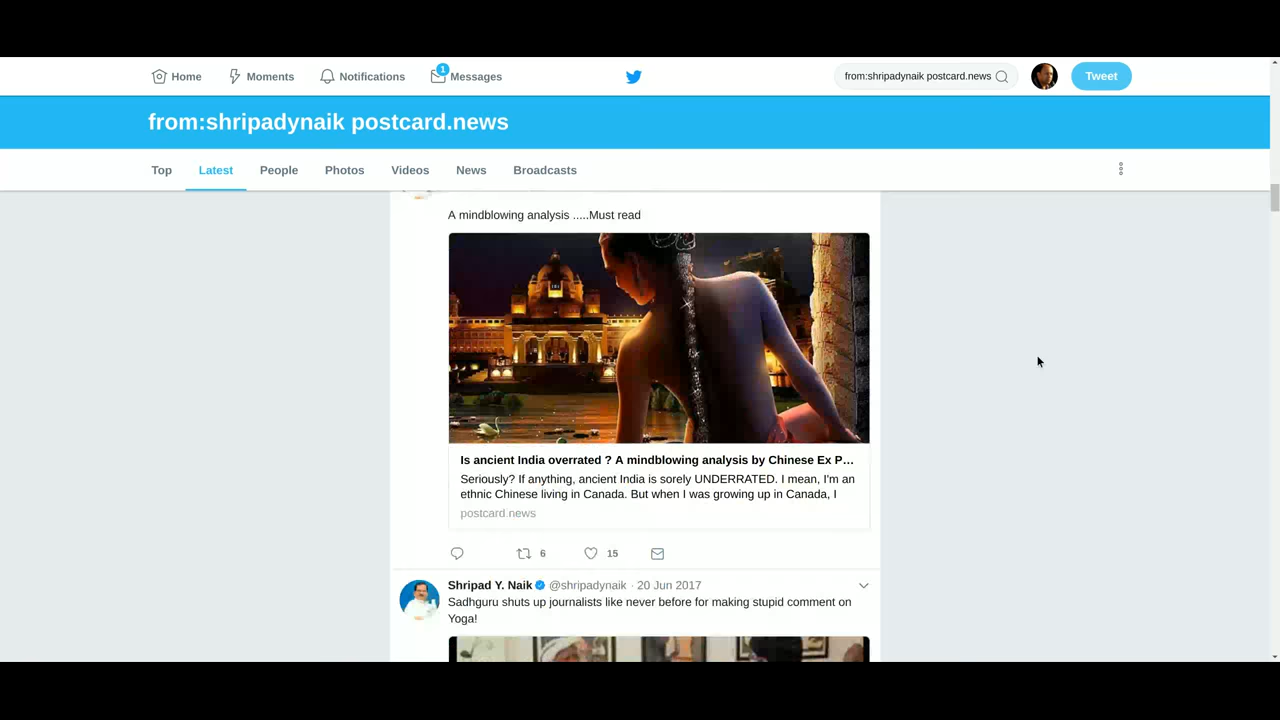 Home Moments Notifications 1 Messages from:shripadynaik postcard.news Tweet
from:shripadynaik postcard.news
Top Latest People Photos Videos News Broadcasts
A mindblowing analysis .....Must read
Is ancient India overrated ? A mindblowing analysis by Chinese Ex P...
Seriously? If anything, ancient India is sorely UNDERRATED. I mean, I'm an
ethnic Chinese living in Canada. But when I was growing up in Canada, I
postcard.news
6 15
Shripad Y. Naik @shripadynaik · 20 Jun 2017
Sadhguru shuts up journalists like never before for making stupid comment on
Yoga!